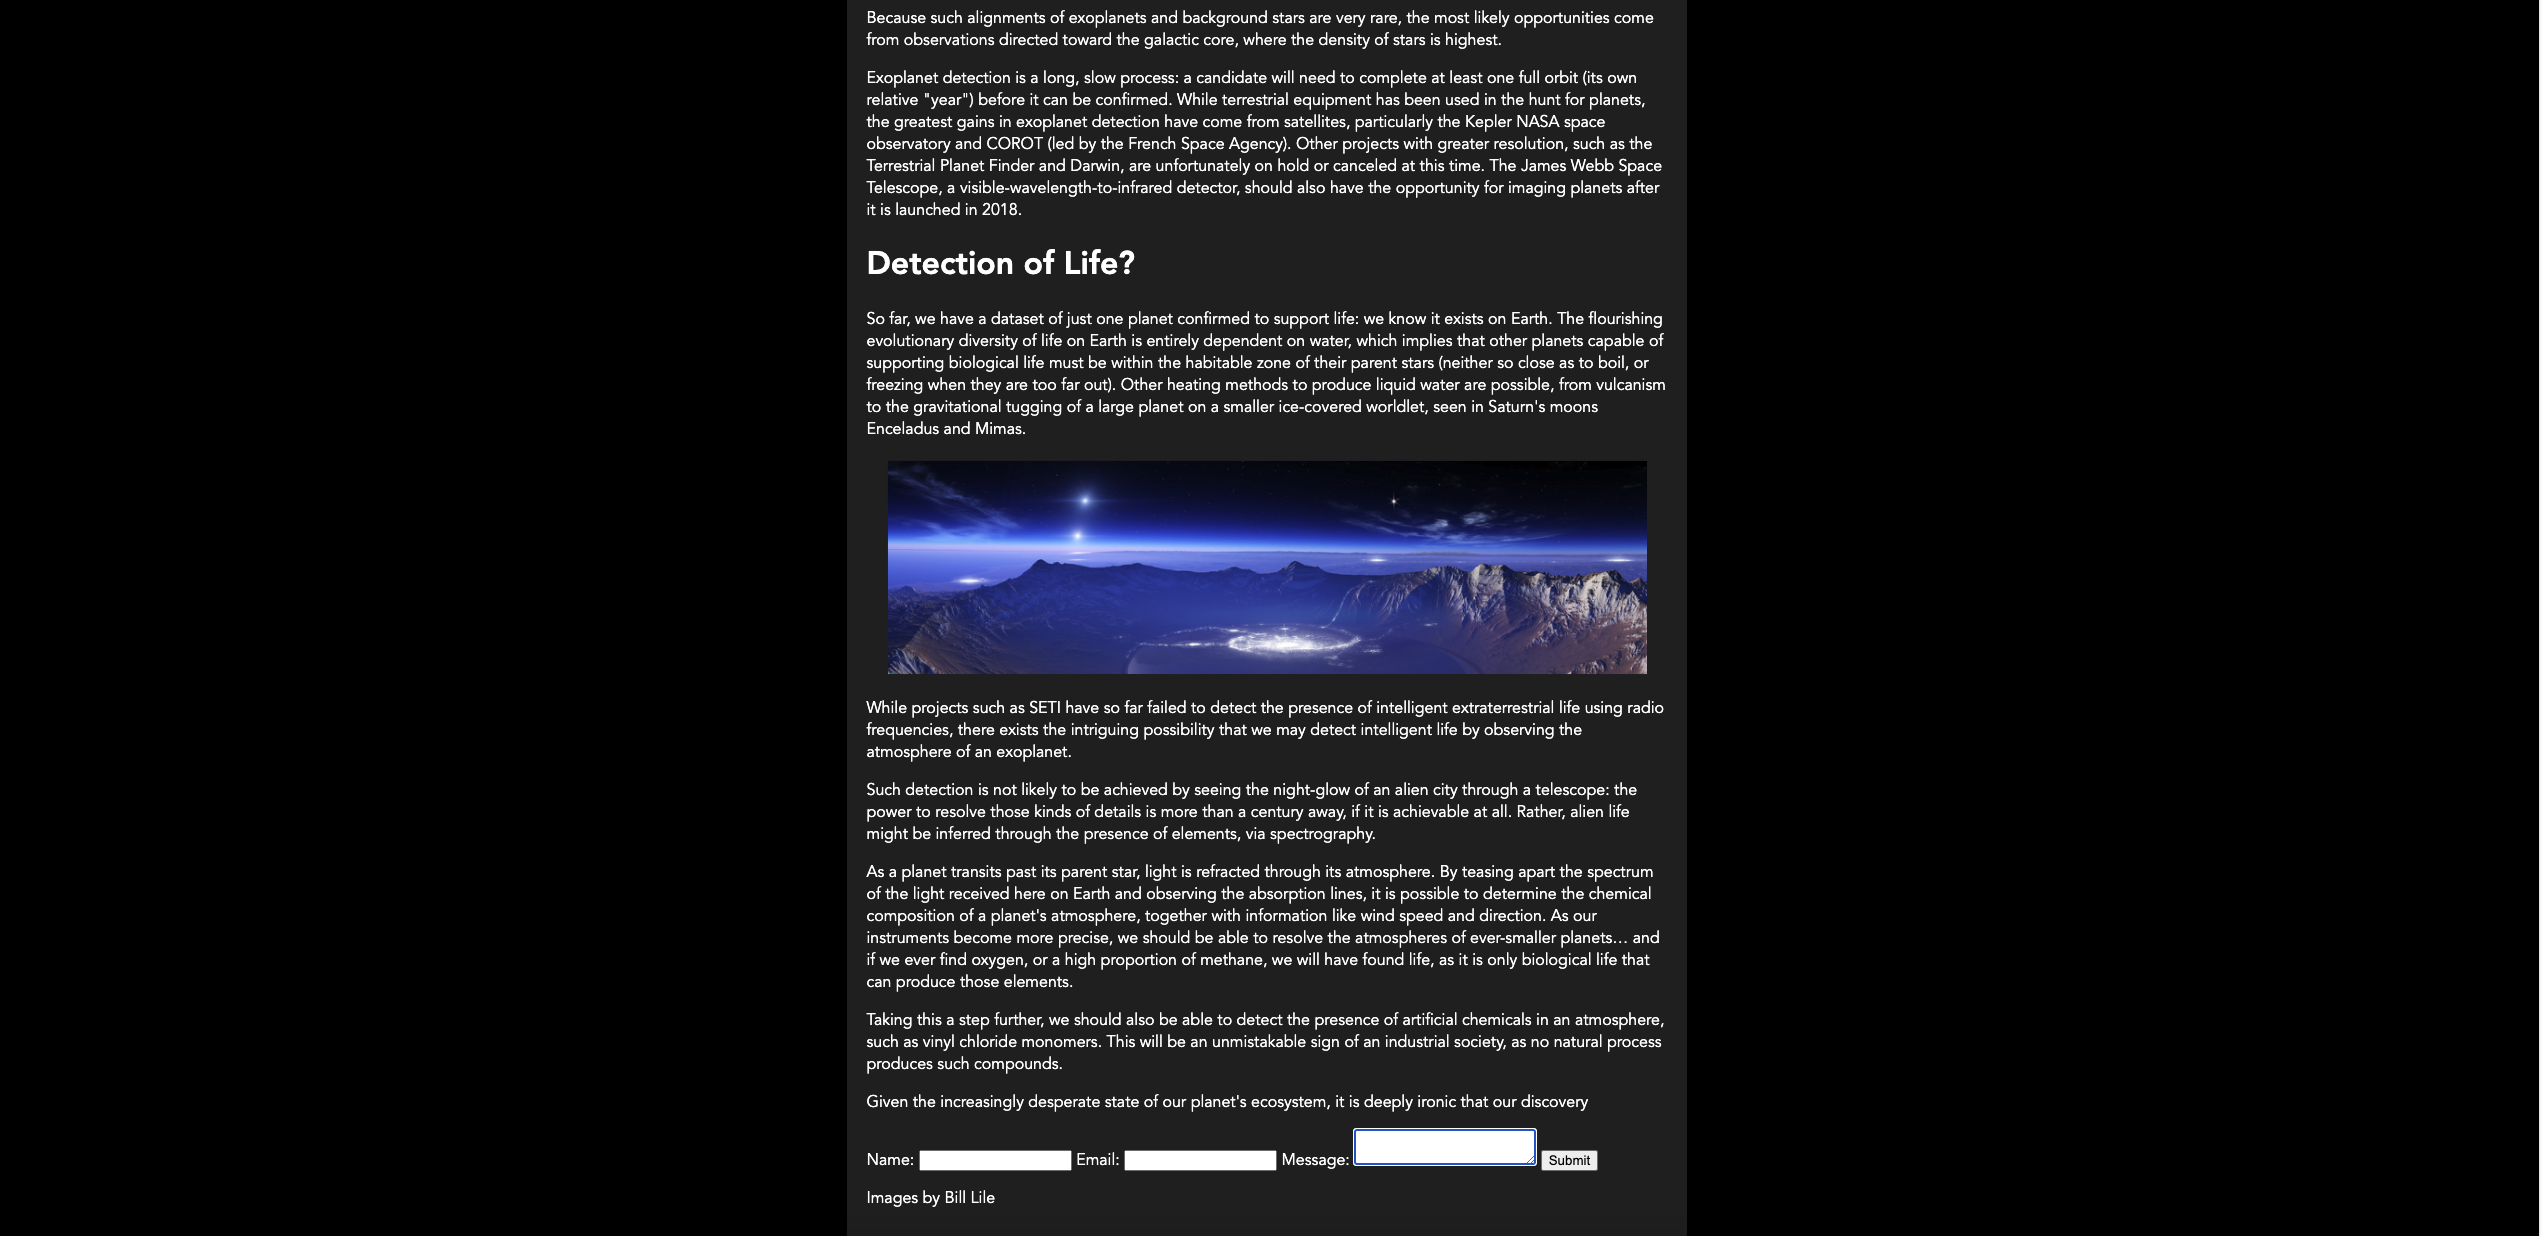 Because such alignments of exoplanets and background stars are very rare, the most likely opportunities come
from observations directed toward the galactic core, where the density of stars is highest.
Exoplanet detection is a long, slow process: a candidate will need to complete at least one full orbit (its own
relative "year") before it can be confirmed. While terrestrial equipment has been used in the hunt for planets,
the greatest gains in exoplanet detection have come from satellites, particularly the Kepler NASA space
observatory and COROT (led by the French Space Agency). Other projects with greater resolution, such as the
Terrestrial Planet Finder and Darwin, are unfortunately on hold or canceled at this time. The James Webb Space
Telescope, a visible-wavelength-to-infrared detector, should also have the opportunity for imaging planets after
it is launched in 2018.
Detection of Life?
So far, we have a dataset of just one planet confirmed to support life: we know it exists on Earth. The flourishing
evolutionary diversity of life on Earth is entirely dependent on water, which implies that other planets capable of
supporting biological life must be within the habitable zone of their parent stars (neither so close as to boil, or
freezing when they are too far out). Other heating methods to produce liquid water are possible, from vulcanism
to the gravitational tugging of a large planet on a smaller ice-covered worldlet, seen in Saturn's moons
Enceladus and Mimas.
While projects such as SETI have so far failed to detect the presence of intelligent extraterrestrial life using radio
frequencies, there exists the intriguing possibility that we may detect intelligent life by observing the
atmosphere of an exoplanet.
Such detection is not likely to be achieved by seeing the night-glow of an alien city through a telescope: the
power to resolve those kinds of details is more than a century away, if it is achievable at all. Rather, alien life
might be inferred through the presence of elements, via spectrography.
As a planet transits past its parent star, light is refracted through its atmosphere. By teasing apart the spectrum
of the light received here on Earth and observing the absorption lines, it is possible to determine the chemical
composition of a planet's atmosphere, together with information like wind speed and direction. As our
instruments become more precise, we should be able to resolve the atmospheres of ever-smaller planets… and
if we ever find oxygen, or a high proportion of methane, we will have found life, as it is only biological life that
can produce those elements.
Taking this a step further, we should also be able to detect the presence of artificial chemicals in an atmosphere,
such as vinyl chloride monomers. This will be an unmistakable sign of an industrial society, as no natural process
produces such compounds.
Given the increasingly desperate state of our planet's ecosystem, it is deeply ironic that our discovery
Name: Email: Message: Submit
Images by Bill Lile